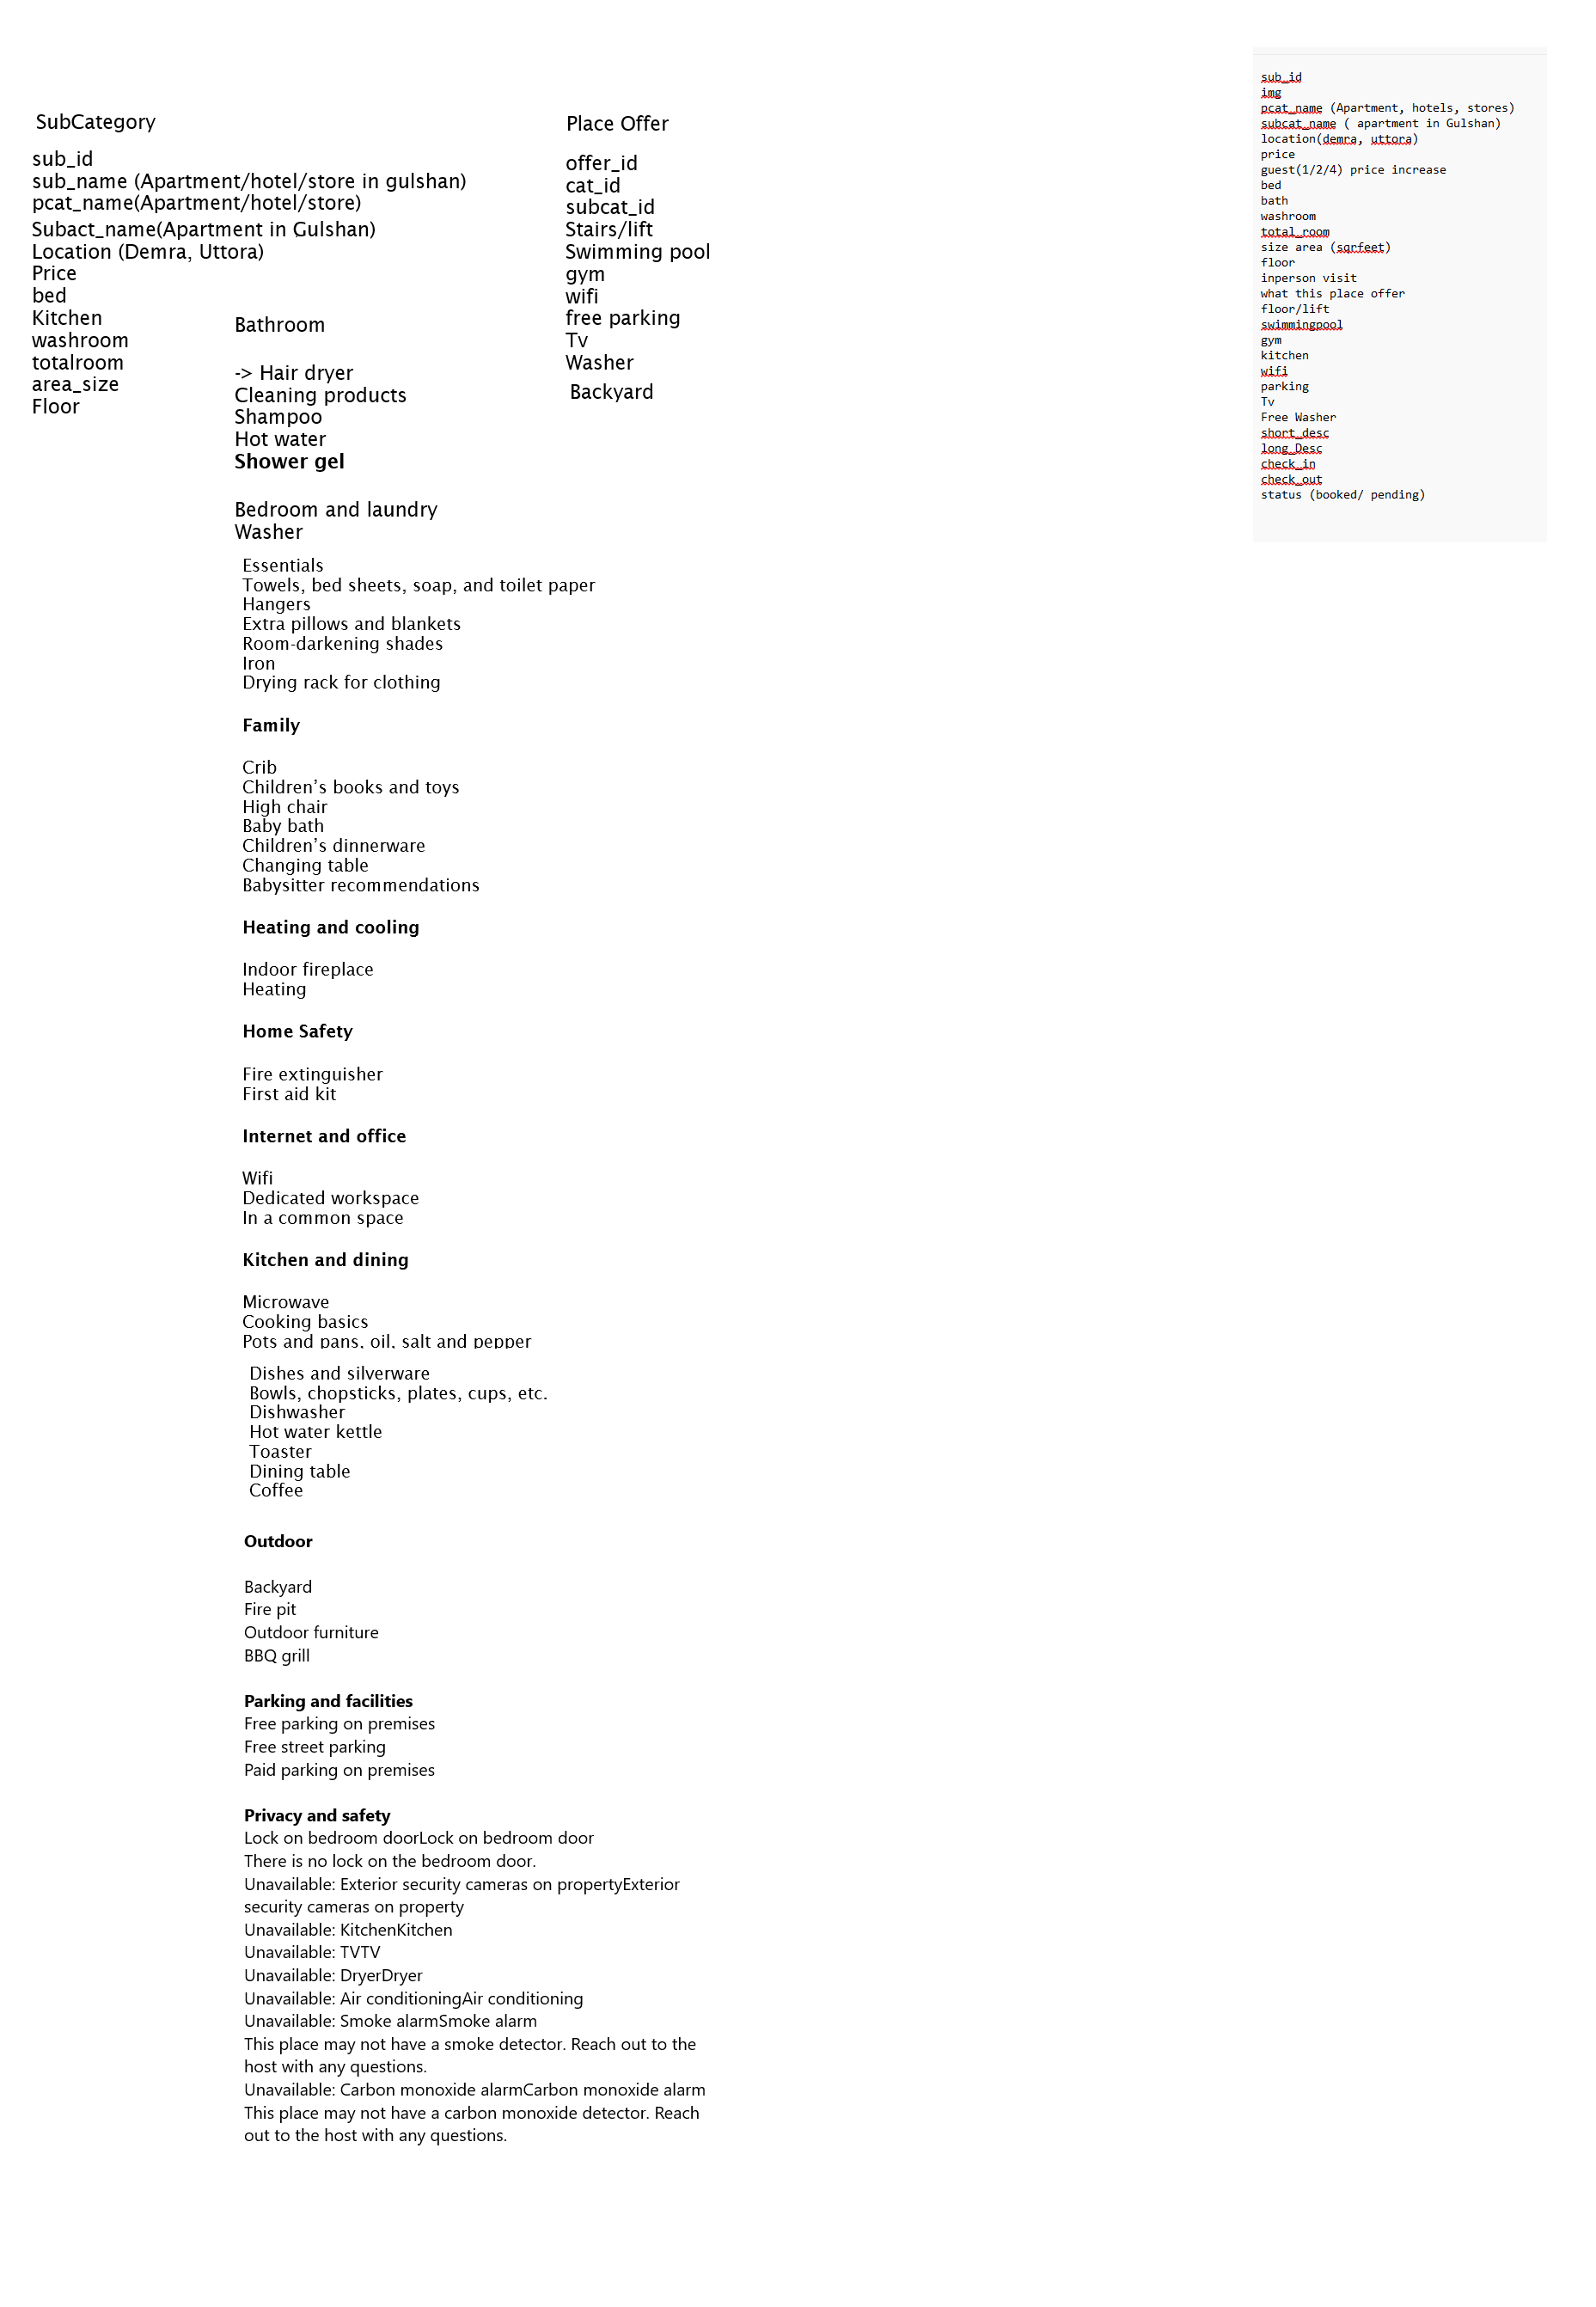 SubCategory
sub_id
sub_name (Apartment/hotel/store in gulshan)
pcat_name(Apartment/hotel/store)
Subact_name(Apartment in Gulshan)
Location (Demra, Uttora)
Price
bed
Kitchen
washroom
totalroom
area_size
Floor
Bathroom
-> Hair dryer
Cleaning products
Shampoo
Hot water
Shower gel
Bedroom and laundry
Washer
Essentials
Towels, bed sheets, soap, and toilet paper
Hangers
Extra pillows and blankets
Room-darkening shades
Iron
Drying rack for clothing
Family
Crib
Children’s books and toys
High chair
Baby bath
Children’s dinnerware
Changing table
Babysitter recommendations
Heating and cooling
Indoor fireplace
Heating
Home Safety
Fire extinguisher
First aid kit
Internet and office
Wifi
Dedicated workspace
In a common space
Kitchen and dining
Microwave
Cooking basics
Pots and pans, oil, salt and pepper
Dishes and silverware
Bowls, chopsticks, plates, cups, etc.
Dishwasher
Hot water kettle
Toaster
Dining table
Coffee
Outdoor
Backyard
Fire pit
Outdoor furniture
BBQ grill
Parking and facilities
Free parking on premises
Free street parking
Paid parking on premises
Privacy and safety
Lock on bedroom doorLock on bedroom door
There is no lock on the bedroom door.
Unavailable: Exterior security cameras on propertyExterior
security cameras on property
Unavailable: KitchenKitchen
Unavailable: TVTV
Unavailable: DryerDryer
Unavailable: Air conditioningAir conditioning
Unavailable: Smoke alarmSmoke alarm
This place may not have a smoke detector. Reach out to the
host with any questions.
Unavailable: Carbon monoxide alarmCarbon monoxide alarm
This place may not have a carbon monoxide detector. Reach
out to the host with any questions.
Place Offer
offer_id
cat_id
subcat_id
Stairs/lift
Swimming pool
gym
wifi
free parking
Tv
Washer
Backyard
sub_id
img
pcat_name (Apartment, hotels, stores)
subcat_name ( apartment in Gulshan)
location(demra, uttora)
price
guest(1/2/4) price increase
bed
bath
washroom
total_room
size area (sqrfeet)
floor
inperson visit
what this place offer
floor/lift
swimmingpool
gym
kitchen
wifi
parking
Tv
Free Washer
short_desc
long_Desc
check_in
check_out
status (booked/ pending)